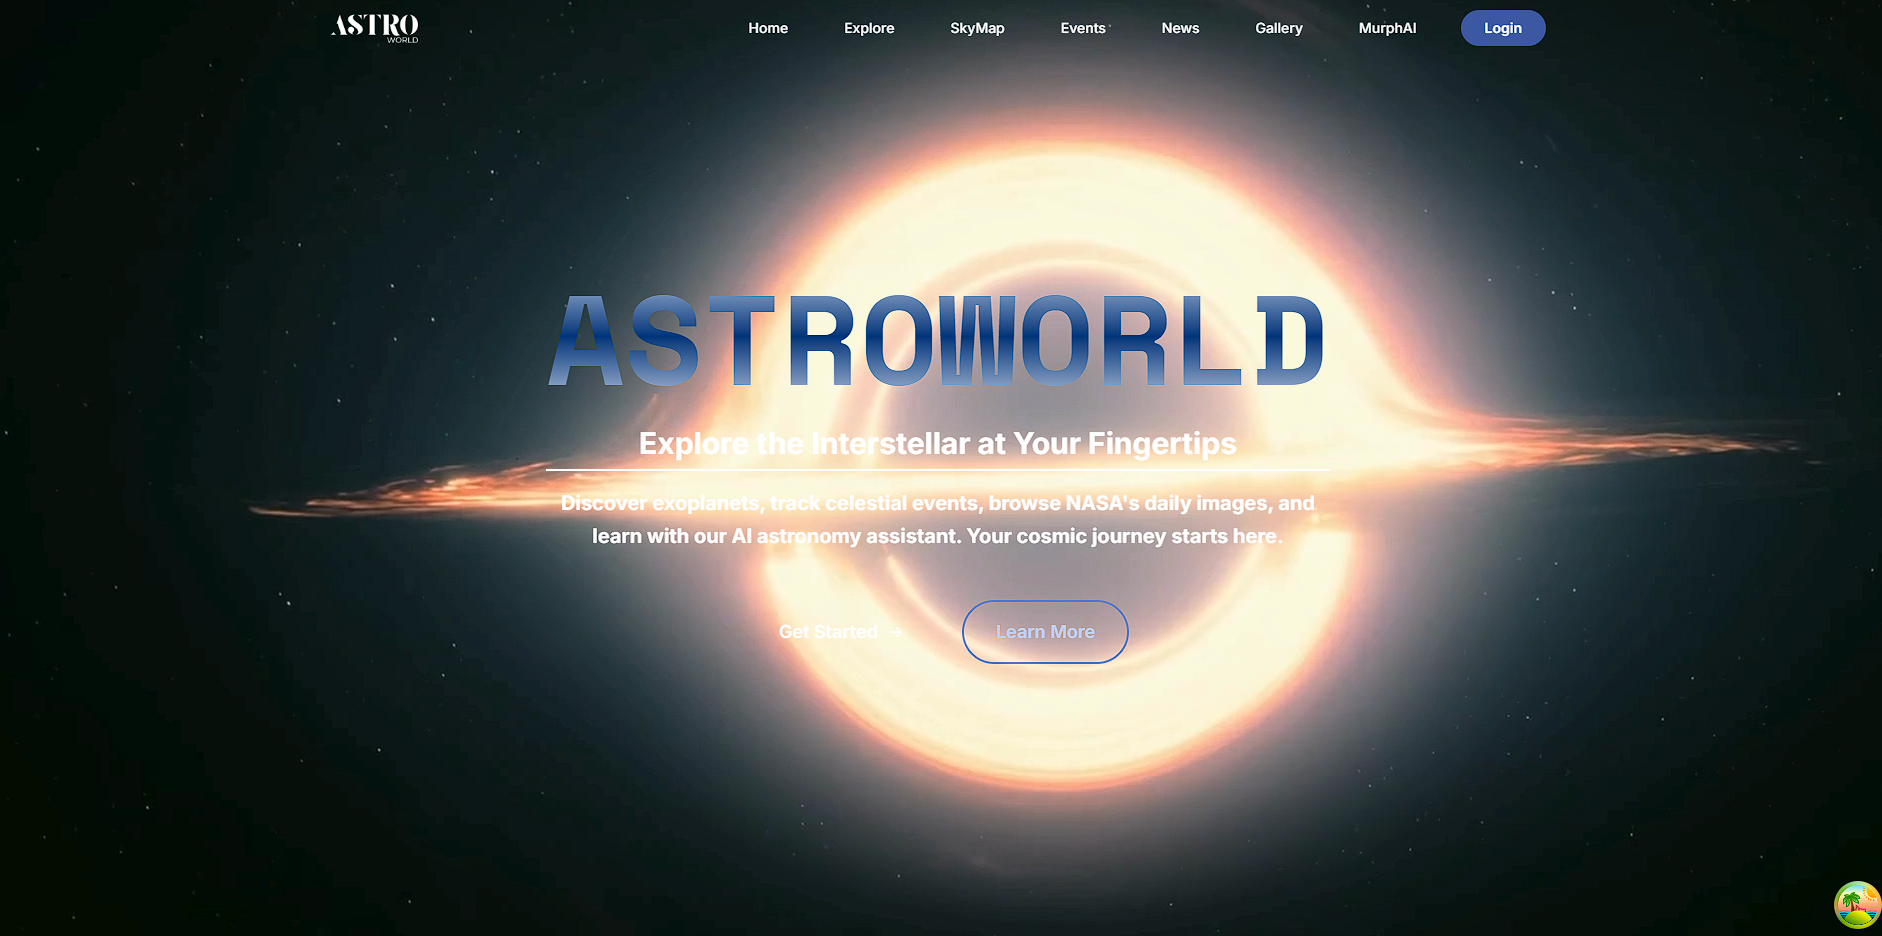 ASTRO
WORLD
Home Explore SkyMap Events News Gallery MurphAI Login
ASTROWORLD
Explore the Interstellar at Your Fingertips
Discover exoplanets, track celestial events, browse NASA's daily images, and
learn with our AI astronomy assistant. Your cosmic journey starts here.
Get Started → Learn More